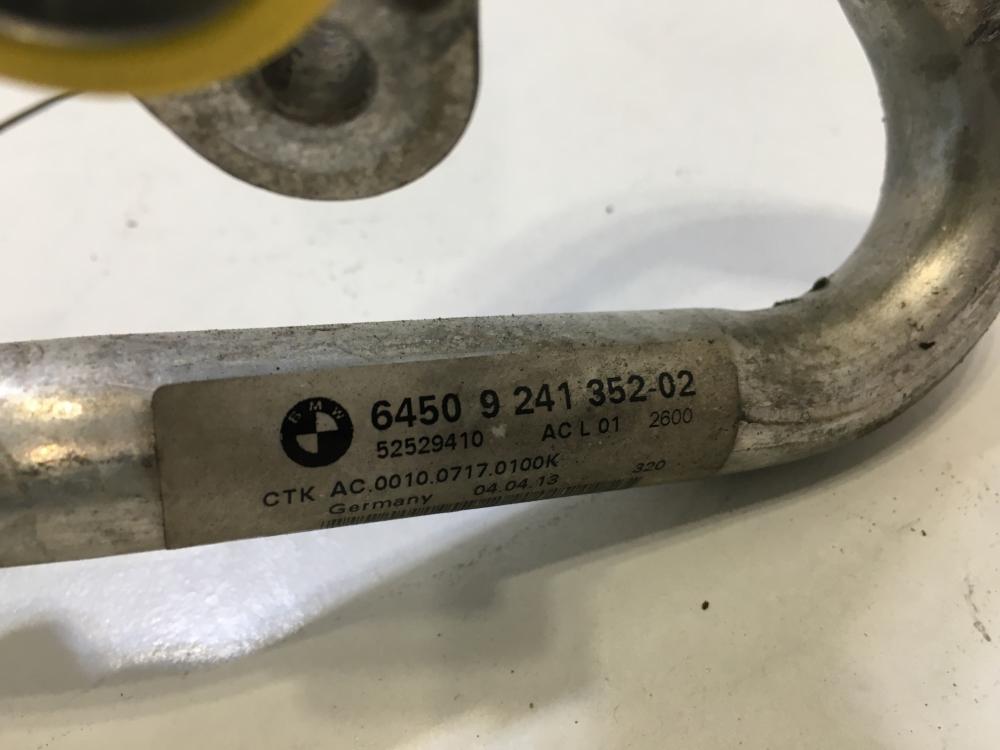 BMW
6450 9 241 352-02
52529410 AC L 01 2600
CTK AC.0010.0717.0100K 320
Germany 04.04.13